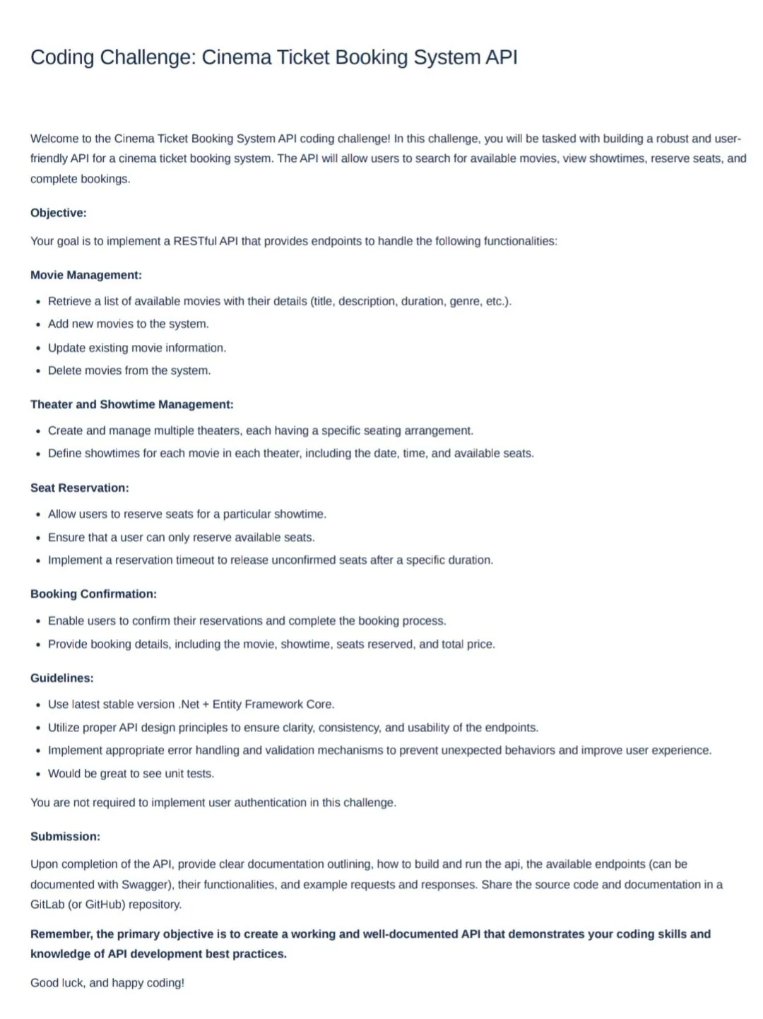 Coding Challenge: Cinema Ticket Booking System API
Welcome to the Cinema Ticket Booking System API coding challenge! In this challenge, you will be tasked with building a robust and user-
friendly API for a cinema ticket booking system. The API will allow users to search for available movies, view showtimes, reserve seats, and
complete bookings.
Objective:
Your goal is to implement a RESTful API that provides endpoints to handle the following functionalities:
Movie Management:
• Retrieve a list of available movies with their details (title, description, duration, genre, etc.).
• Add new movies to the system.
• Update existing movie information.
• Delete movies from the system.
Theater and Showtime Management:
• Create and manage multiple theaters, each having a specific seating arrangement.
• Define showtimes for each movie in each theater, including the date, time, and available seats.
Seat Reservation:
• Allow users to reserve seats for a particular showtime.
• Ensure that a user can only reserve available seats.
• Implement a reservation timeout to release unconfirmed seats after a specific duration.
Booking Confirmation:
• Enable users to confirm their reservations and complete the booking process.
• Provide booking details, including the movie, showtime, seats reserved, and total price.
Guidelines:
• Use latest stable version .Net + Entity Framework Core.
• Utilize proper API design principles to ensure clarity, consistency, and usability of the endpoints.
• Implement appropriate error handling and validation mechanisms to prevent unexpected behaviors and improve user experience.
• Would be great to see unit tests.
You are not required to implement user authentication in this challenge.
Submission:
Upon completion of the API, provide clear documentation outlining, how to build and run the api, the available endpoints (can be
documented with Swagger), their functionalities, and example requests and responses. Share the source code and documentation in a
GitLab (or GitHub) repository.
Remember, the primary objective is to create a working and well-documented API that demonstrates your coding skills and
knowledge of API development best practices.
Good luck, and happy coding!